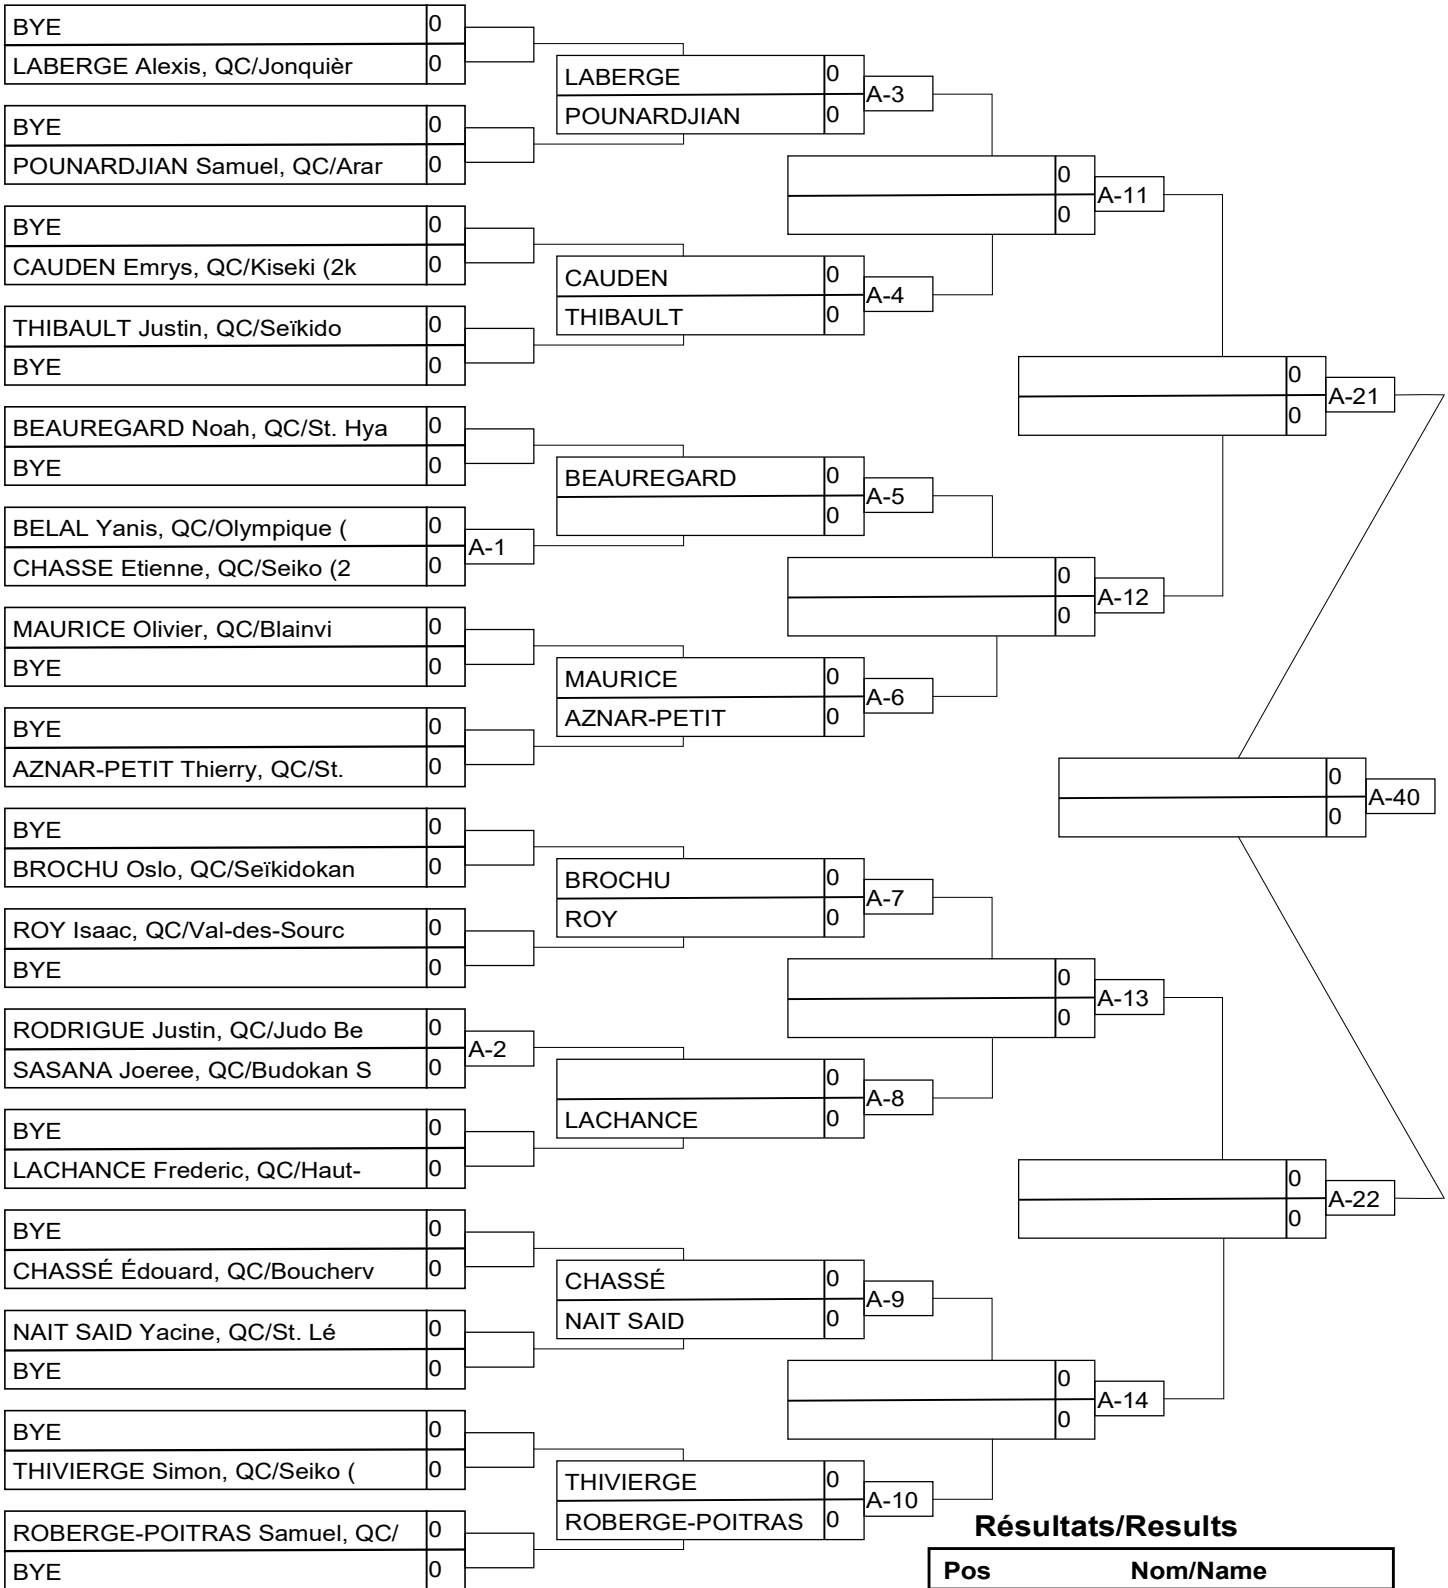 BYE 0
LABERGE Alexis, QC/Jonquièr 0
BYE 0
POUNARDJIAN Samuel, QC/Arar 0
BYE 0
CAUDEN Emrys, QC/Kiseki (2k 0
THIBAULT Justin, QC/Seïkido 0
BYE 0
BEAUREGARD Noah, QC/St. Hya 0
BYE 0
BELAL Yanis, QC/Olympique ( 0
A-1
CHASSE Etienne, QC/Seiko (2 0
MAURICE Olivier, QC/Blainvi 0
BYE 0
BYE 0
AZNAR-PETIT Thierry, QC/St. 0
BYE 0
BROCHU Oslo, QC/Seïkidokan 0
ROY Isaac, QC/Val-des-Sourc 0
BYE 0
RODRIGUE Justin, QC/Judo Be 0
A-2
SASANA Joeree, QC/Budokan S 0
BYE 0
LACHANCE Frederic, QC/Haut- 0
BYE 0
CHASSÉ Édouard, QC/Boucherv 0
NAIT SAID Yacine, QC/St. Lé 0
BYE 0
BYE 0
THIVIERGE Simon, QC/Seiko ( 0
ROBERGE-POITRAS Samuel, QC/ 0
BYE 0
LABERGE 0
A-3
POUNARDJIAN 0
CAUDEN 0
A-4
THIBAULT 0
BEAUREGARD 0
A-5
0
MAURICE 0
A-6
AZNAR-PETIT 0
BROCHU 0
A-7
ROY 0
0
A-8
LACHANCE 0
CHASSÉ 0
A-9
NAIT SAID 0
THIVIERGE 0
A-10
ROBERGE-POITRAS 0
0
A-11
0
0
A-12
0
0
A-13
0
0
A-14
0
0
A-21
0
0
A-22
0
0
A-40
0
Résultats/Results
Pos Nom/Name